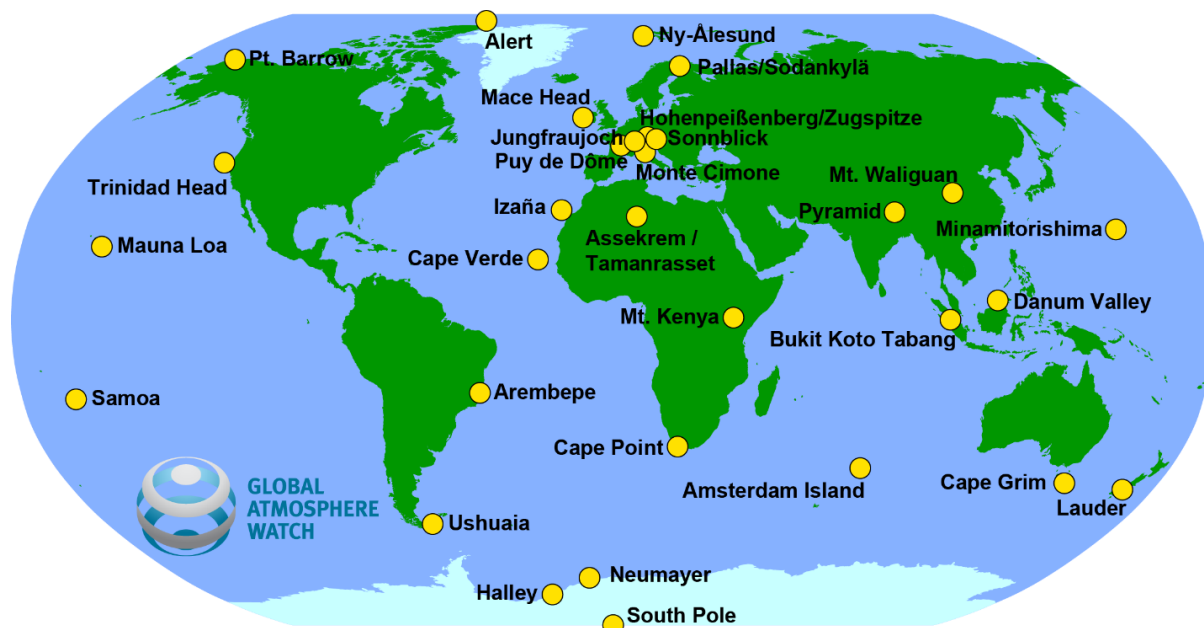 Alert
Ny-Ålesund
Pt. Barrow
Pallas/Sodankylä
Mace Head
Hohenpeißenberg/Zugspitze
Jungfraujoch
Sonnblick
Puy de Dôme
Monte Cimone
Trinidad Head
Mt. Waliguan
Izaña
Pyramid
Minamitorishima
Mauna Loa
Assekrem /
Tamanrasset
Cape Verde
Danum Valley
Mt. Kenya
Bukit Koto Tabang
Samoa
Arembepe
Cape Point
Amsterdam Island
Cape Grim
Lauder
GLOBAL
ATMOSPHERE
WATCH
Ushuaia
Neumayer
Halley
South Pole